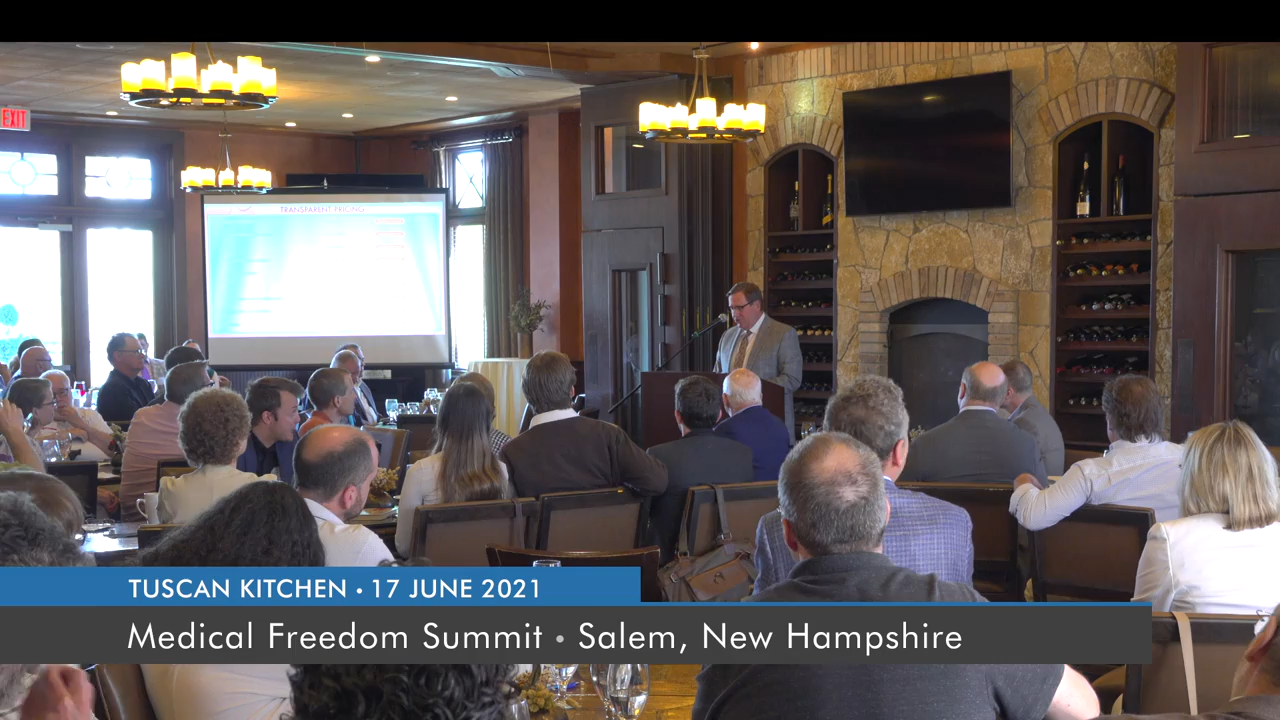 EXIT
TRANSPARENT PRICING
TUSCAN KITCHEN • 17 JUNE 2021
Medical Freedom Summit • Salem, New Hampshire